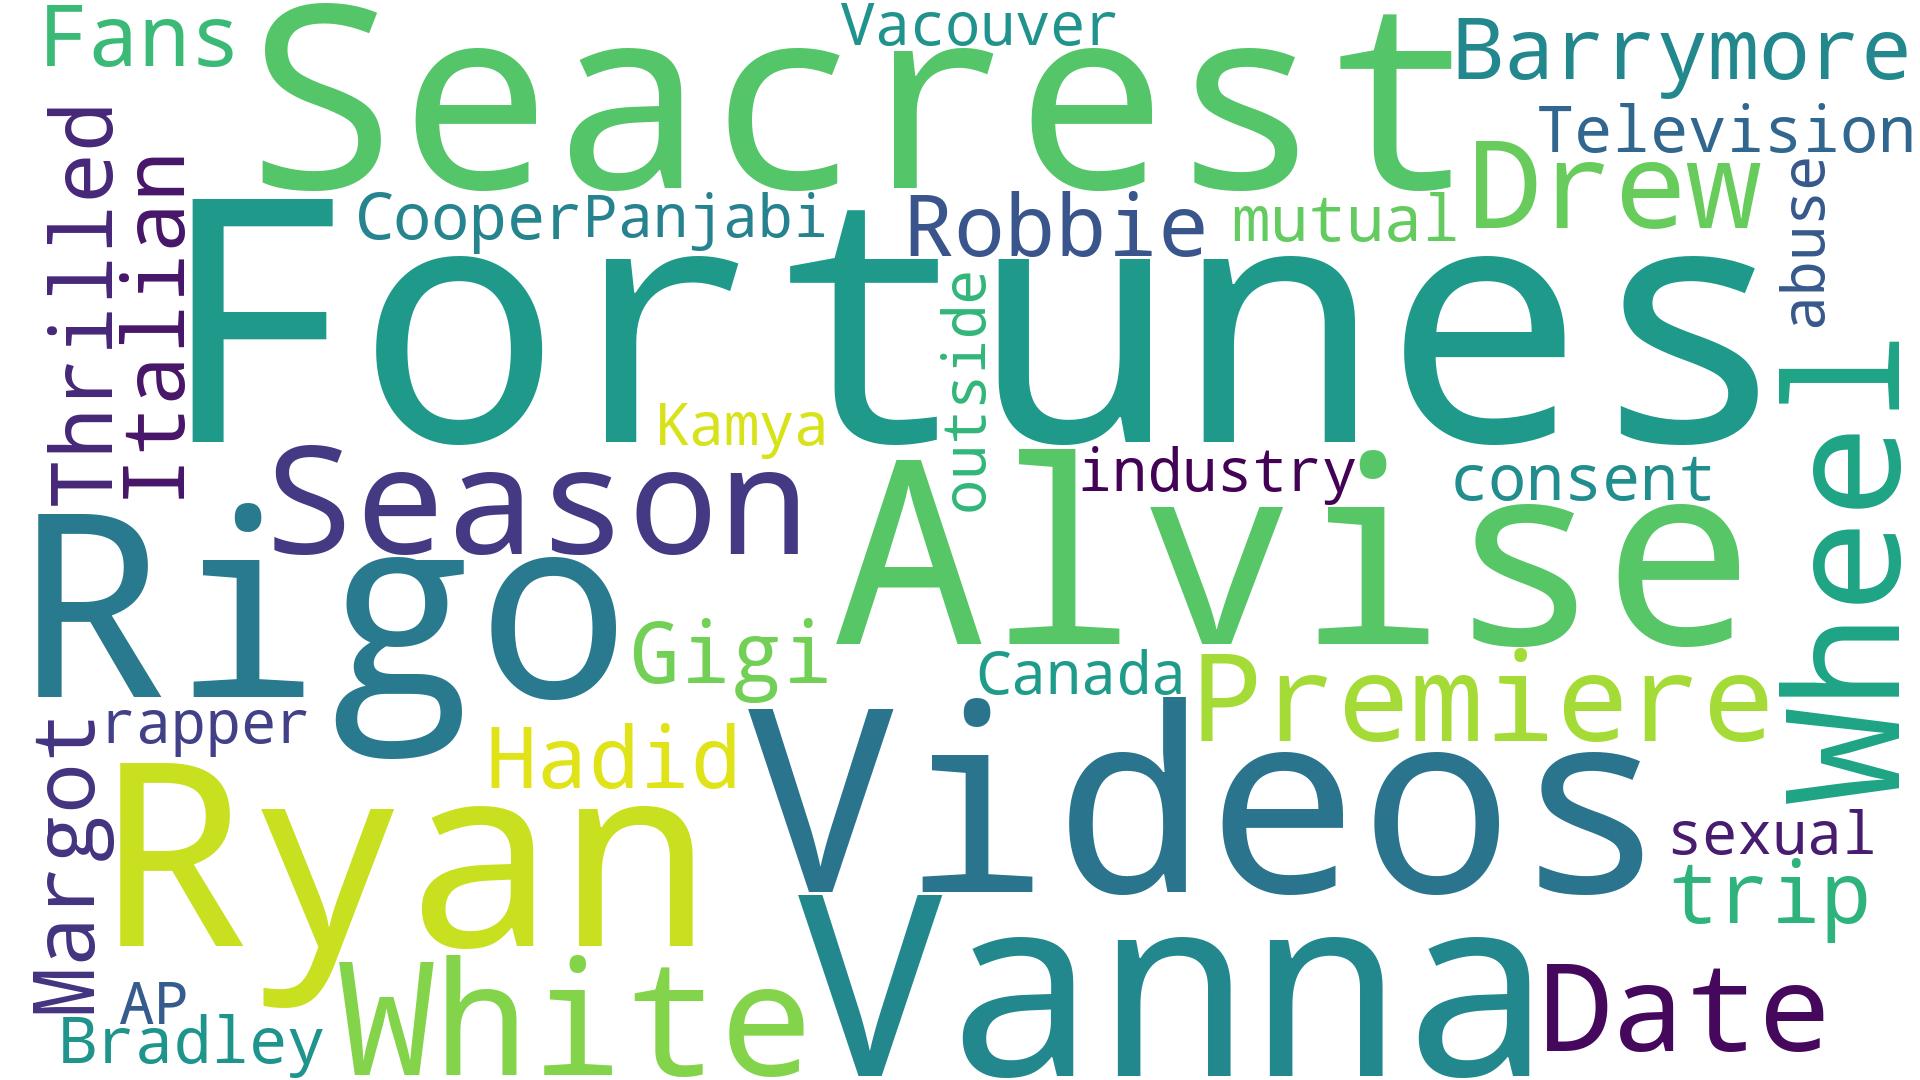 Fans
Seacrest
Vacouver
Barrymore
Television
Drew
Thrilled
Italian
CooperPanjabi
Robbie
mutual
abuse
Fortunes
outside
Kamya
Wheel
Season
industry
consent
Alvise
Rigo
Gigi
Canada
Premiere
rapper
Margot
Hadid
Videos
Ryan
sexual
trip
Vanna
White
AP
Bradley
Date